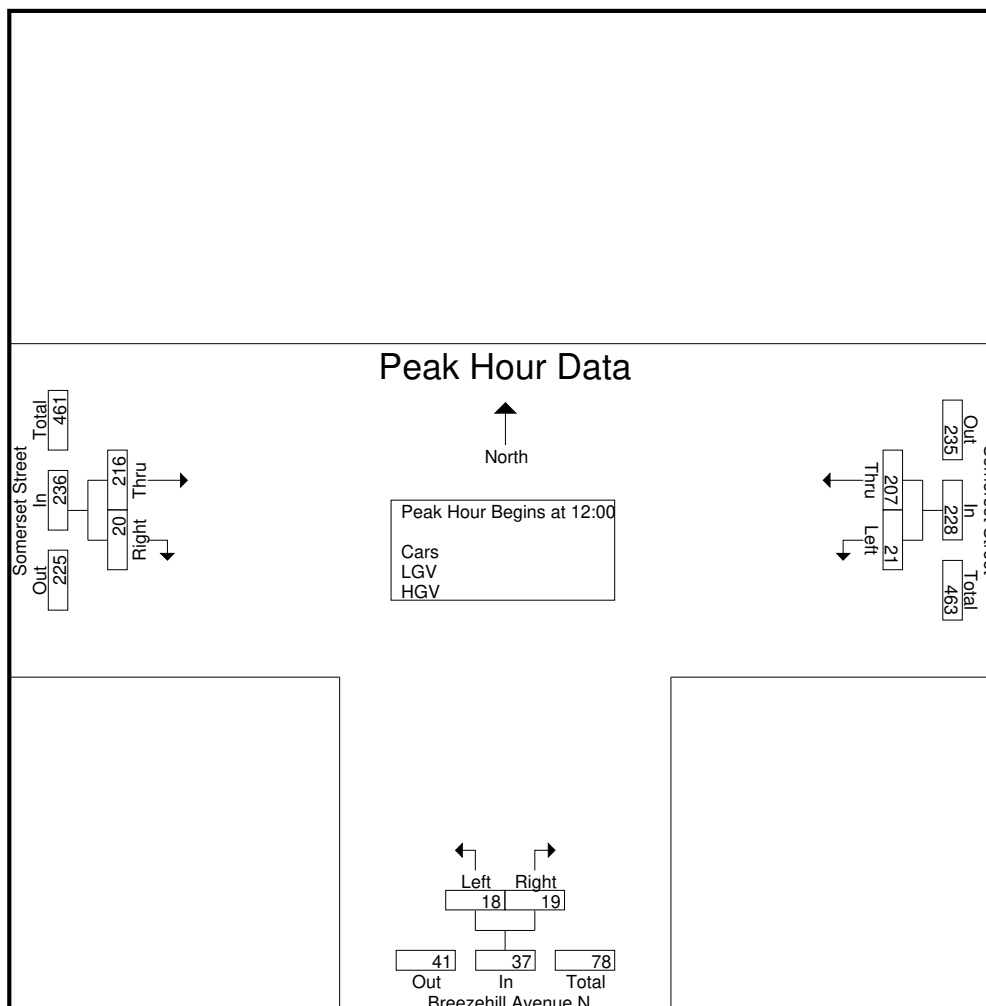 Peak Hour Data
North
Peak Hour Begins at 12:00
Cars
LGV
HGV
Somerset Street
Total
461
In
236
Out
225
216
Thru
20
Right
207
Thru
21
Left
Out
235
In
228
Total
463
Left
Right
18
19
41
37
78
Out
In
Total
Breezehill Avenue N